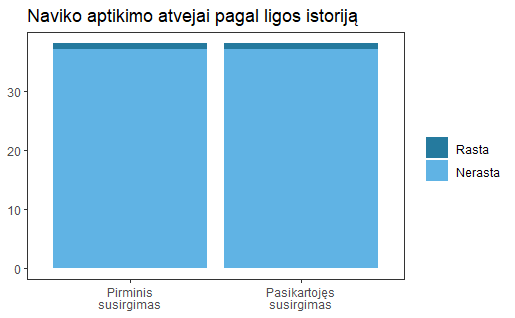 Naviko aptikimo atvejai pagal ligos istoriją
30
20
10
0
Pirminis
susirgimas
Pasikartojęs
susirgimas
Rasta
Nerasta